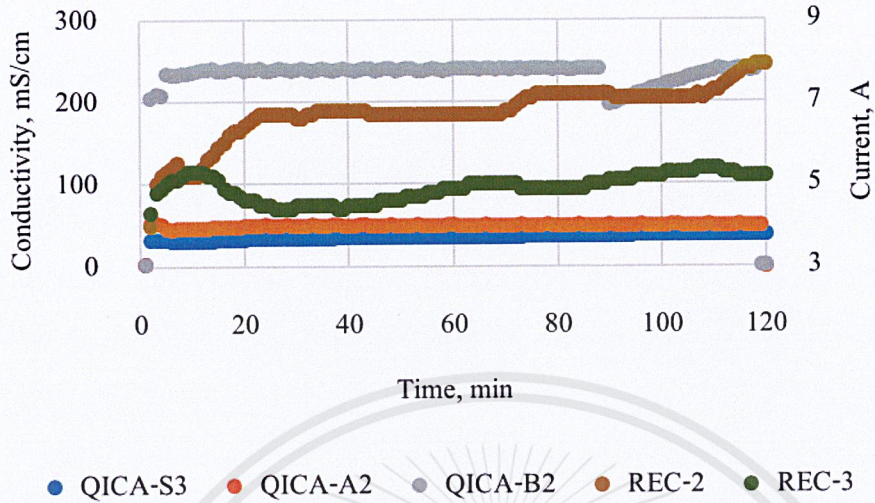 300
200
100
0
Conductivity, mS/cm
9
7
5
3
Current, A
0 20 40 60 80 100 120
Time, min
QICA-S3 QICA-A2 QICA-B2 REC-2 REC-3